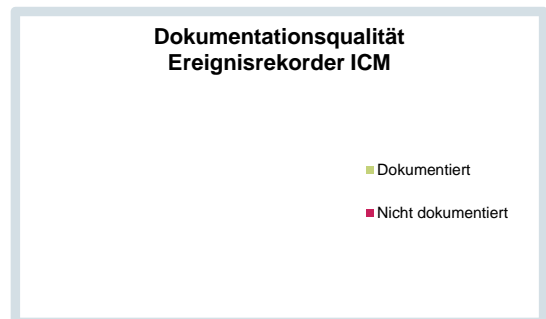 Dokumentationsqualität
Ereignisrekorder ICM
Dokumentiert
Nicht dokumentiert